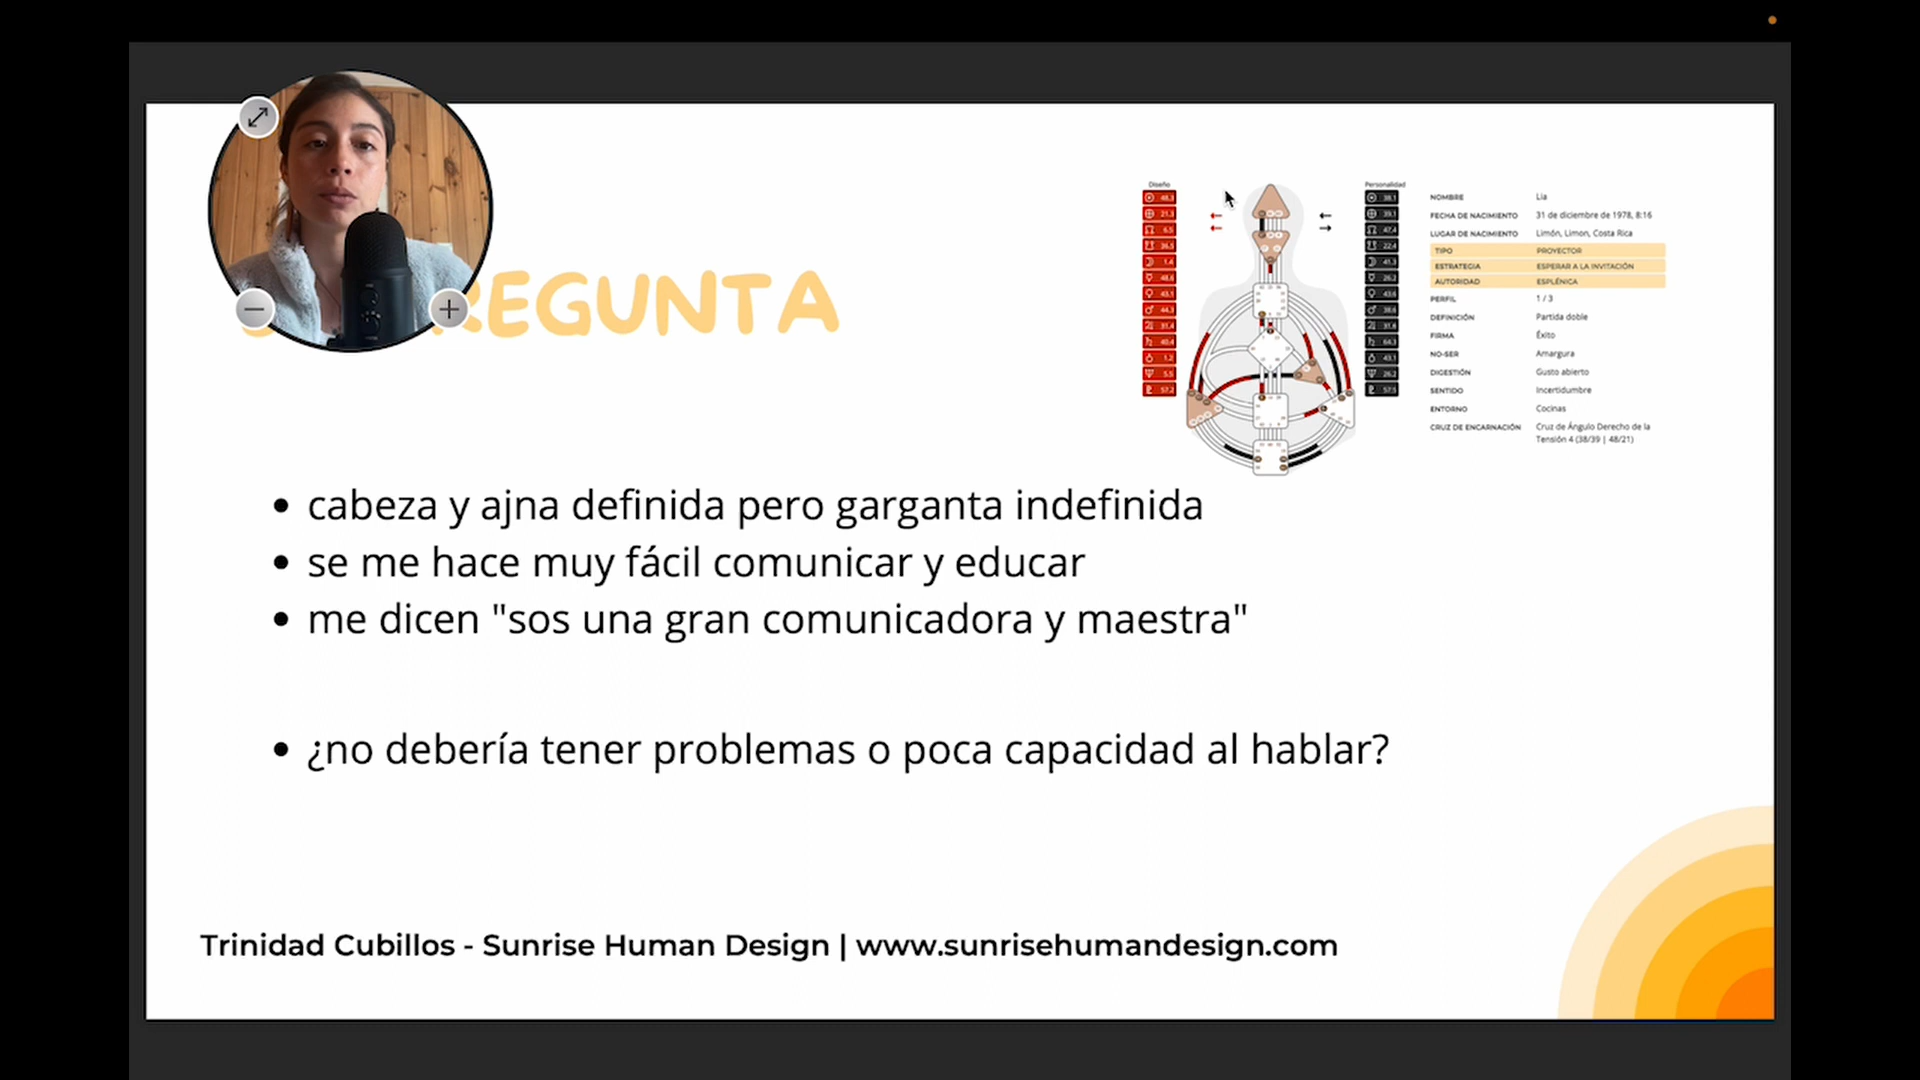 REGUNTA
cabeza y ajna definida pero garganta indefinida
se me hace muy fácil comunicar y educar
me dicen "sos una gran comunicadora y maestra"
¿no debería tener problemas o poca capacidad al hablar?
Diseño
Personalidad
NOMBRE Lia
FECHA DE NACIMIENTO 31 de diciembre de 1978, 8:16
LUGAR DE NACIMIENTO Limón, Limon, Costa Rica
TIPO PROYECTOR
ESTRATEGIA ESPERAR A LA INVITACIÓN
AUTORIDAD ESPLÉNICA
PERFIL 1 / 3
DEFINICIÓN Partida doble
FIRMA Éxito
NO-SER Amargura
DIGESTIÓN Gusto abierto
SENTIDO Incertidumbre
ENTORNO Cocinas
CRUZ DE ENCARNACIÓN Cruz de Ángulo Derecho de la
Tensión 4 (38/39 | 48/21)
Trinidad Cubillos - Sunrise Human Design | www.sunrisehumandesign.com